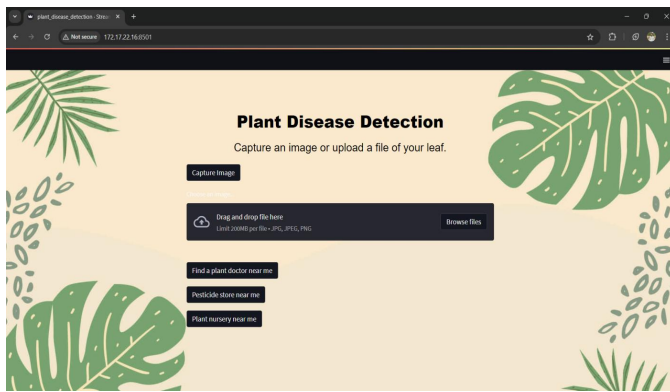 plant_disease_detection · Stre
Not secure 172.17.22.16:8501
Plant Disease Detection
Capture an image or upload a file of your leaf.
Capture Image
Drag and drop file here
Limit 200MB per file • JPG, JPEG, PNG
Browse files
Find a plant doctor near me
Pesticide store near me
Plant nursery near me